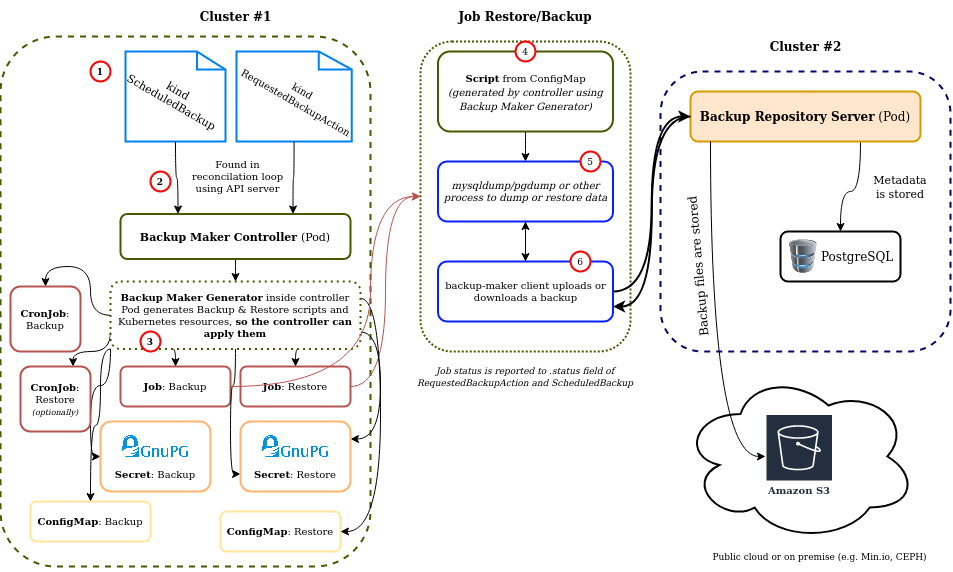 Cluster #1
Job Restore/Backup
Cluster #2
1
kind
ScheduledBackup
kind
RequestedBackupAction
2
Found in
reconcilation loop
using API server
Backup Maker Controller (Pod)
Backup Maker Generator inside controller
Pod generates Backup & Restore scripts and
Kubernetes resources, so the controller can
apply them
3
CronJob:
Backup
CronJob:
Restore
(optionally)
Job: Backup
Job: Restore
GnuPG
Secret: Backup
GnuPG
Secret: Restore
ConfigMap: Backup
ConfigMap: Restore
4
Script from ConfigMap
(generated by controller using
Backup Maker Generator)
5
mysqldump/pgdump or other
process to dump or restore data
6
backup-maker client uploads or
downloads a backup
Job status is reported to .status field of
RequestedBackupAction and ScheduledBackup
Backup Repository Server (Pod)
Metadata
is stored
PostgreSQL
Backup files are stored
Amazon S3
Public cloud or on premise (e.g. Min.io, CEPH)